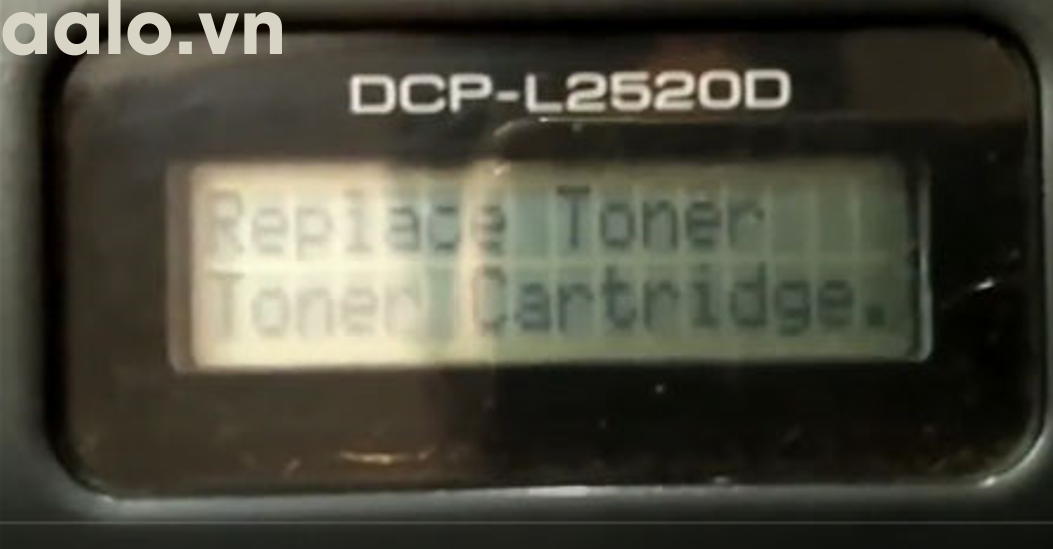 aalo.vn
DCP-L2520D
Replace Toner
Toner Cartridge.